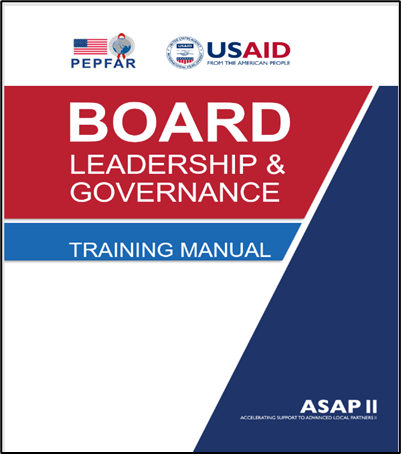 PEPFAR
USAID
FROM THE AMERICAN PEOPLE
BOARD
LEADERSHIP &
GOVERNANCE
TRAINING MANUAL
ASAP II
ACCELERATING SUPPORT TO ADVANCED LOCAL PARTNERS II